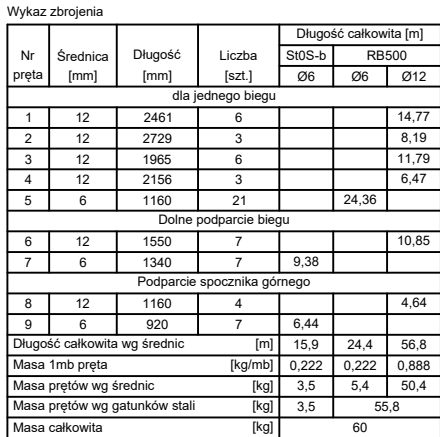 Wykaz zbrojenia
Długość całkowita [m]
Nr Średnica Długość Liczba St0S-b RB500
pręta [mm] [mm] [szt.] Ø6 Ø6 Ø12
dla jednego biegu
1 12 2461 6 14,77
2 12 2729 3 8,19
3 12 1965 6 11,79
4 12 2156 3 6,47
5 6 1160 21 24,36
Dolne podparcie biegu
6 12 1550 7 10,85
7 6 1340 7 9,38
Podparcie spocznika górnego
8 12 1160 4 4,64
9 6 920 7 6,44
Długość całkowita wg średnic [m] 15,9 24,4 56,8
Masa 1mb pręta [kg/mb] 0,222 0,222 0,888
Masa prętów wg średnic [kg] 3,5 5,4 50,4
Masa prętów wg gatunków stali [kg] 3,5 55,8
Masa całkowita [kg] 60